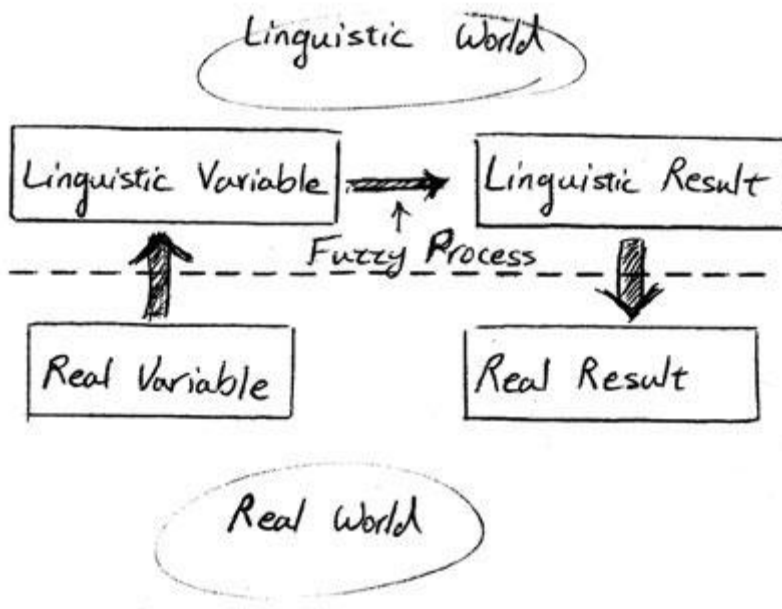 Linguistic World
Linguistic Variable
Linguistic Result
Fuzzy Process
Real Variable
Real Result
Real World